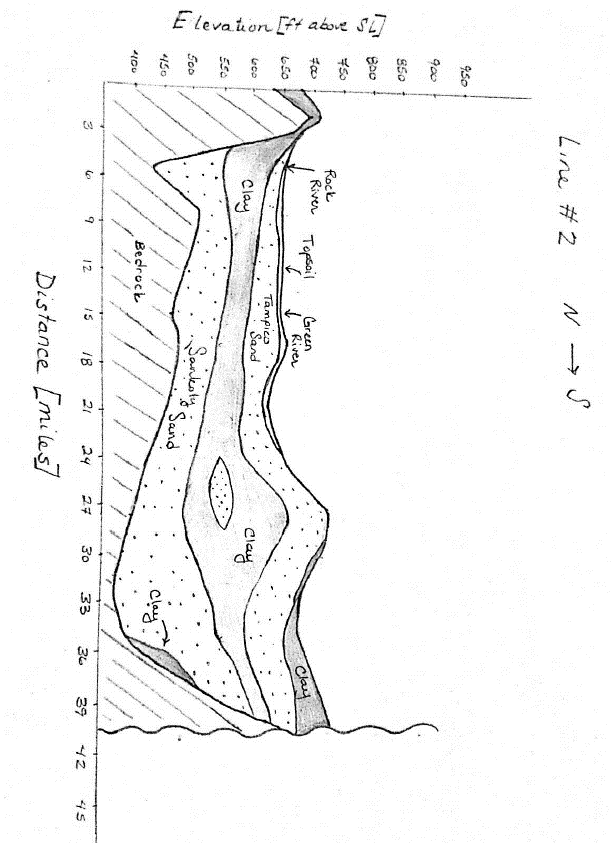 Line #2 N → S
Elevation [ft above SL]
400
450
500
550
600
650
700
750
800
850
900
950
Rock
River
Topsoil
Green
River
Clay
Tampico
Sand
Bedrock
Sankoty
Sand
Clay
Clay
Clay
3
6
9
12
15
18
21
24
27
30
33
36
39
42
45
Distance [miles]